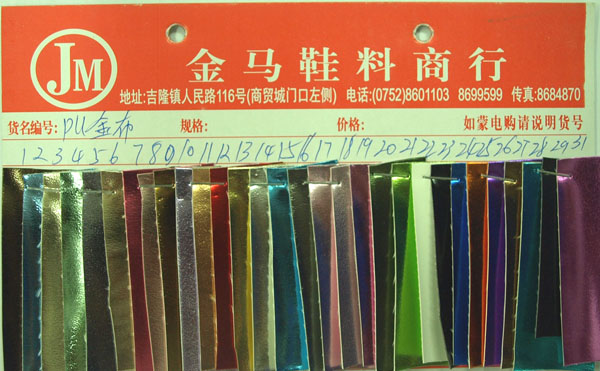 JM
金马鞋料商行
地址:吉隆镇人民路116号(商贸城门口左侧) 电话:(0752)8601103 8699599 传真:8684870
货名编号: PU金布 规格: 价格: 如蒙电购请说明货号
1 2 3 4 5 6 7 8 9 10 11 12 13 14 15 16 17 18 19 20 21 22 23 24 25 26 27 28 29 31